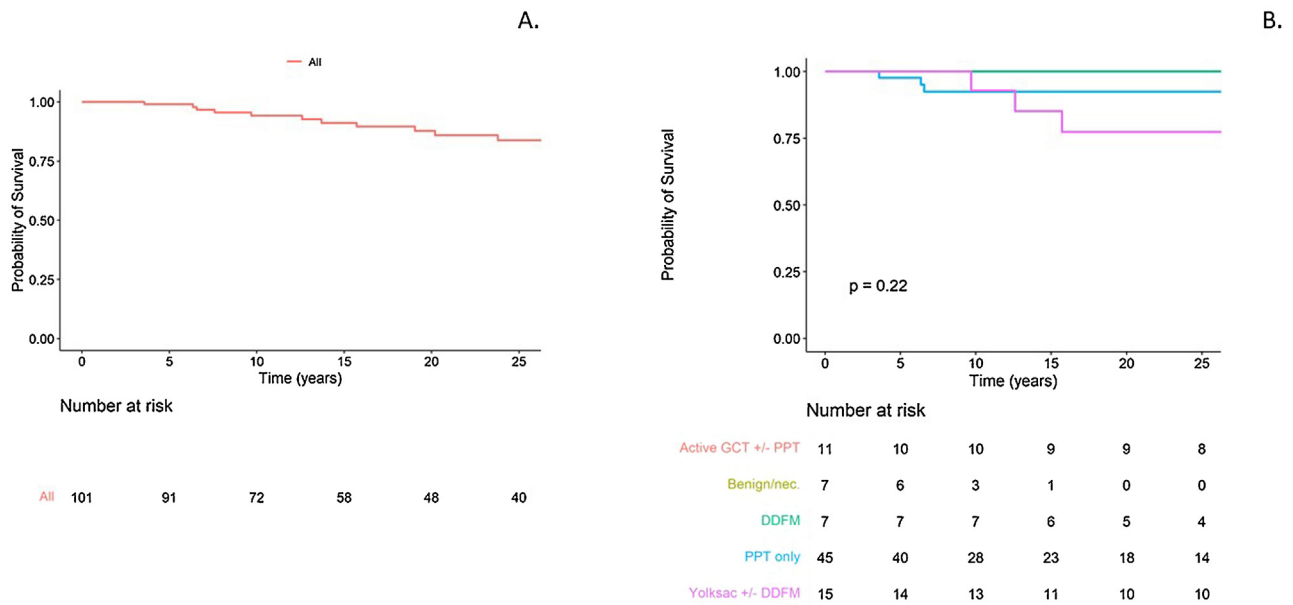 A.
All
Probability of Survival
1.00
0.75
0.50
0.25
0.00
0 5 10 15 20 25
Time (years)
Number at risk
All 101 91 72 58 48 40
B.
Probability of Survival
1.00
0.75
0.50
0.25
0.00
p = 0.22
0 5 10 15 20 25
Time (years)
Number at risk
Active GCT +/- PPT 11 10 10 9 9 8
Benign/nec. 7 6 3 1 0 0
DDFM 7 7 7 6 5 4
PPT only 45 40 28 23 18 14
Yolksac +/- DDFM 15 14 13 11 10 10